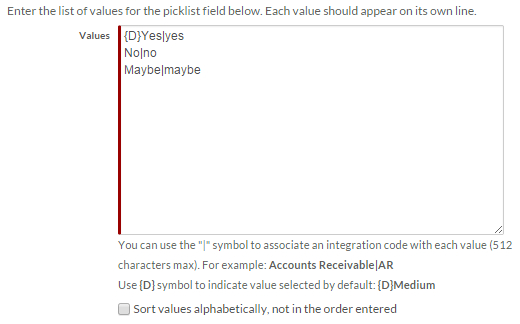 Enter the list of values for the picklist field below. Each value should appear on its own line.
Values
{D}Yes|yes
No|no
Maybe|maybe
You can use the "|" symbol to associate an integration code with each value (512
characters max). For example: Accounts Receivable|AR
Use {D} symbol to indicate value selected by default: {D}Medium
Sort values alphabetically, not in the order entered